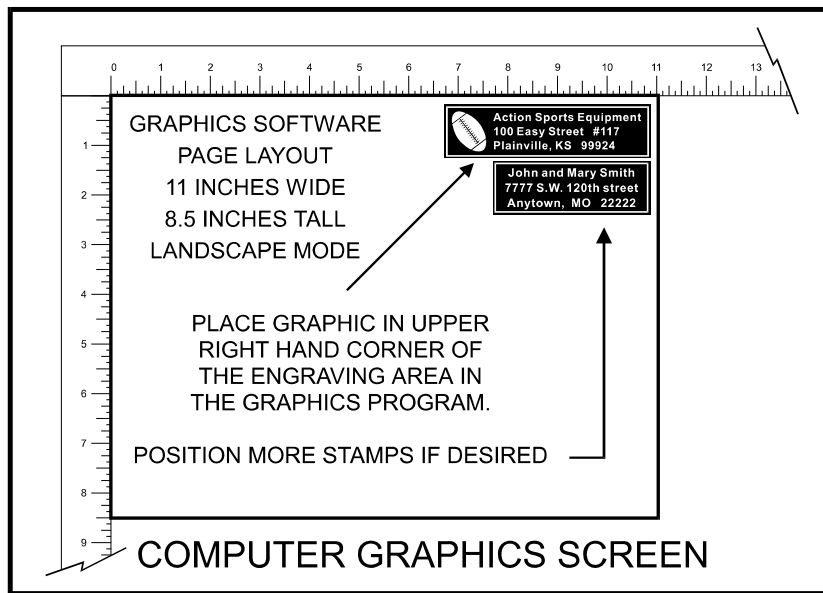 0 1 2 3 4 5 6 7 8 9 10 11 12 13
1
2
3
4
5
6
7
8
9
GRAPHICS SOFTWARE
PAGE LAYOUT
11 INCHES WIDE
8.5 INCHES TALL
LANDSCAPE MODE
Action Sports Equipment
100 Easy Street #117
Plainville, KS 99924
John and Mary Smith
7777 S.W. 120th street
Anytown, MO 22222
PLACE GRAPHIC IN UPPER
RIGHT HAND CORNER OF
THE ENGRAVING AREA IN
THE GRAPHICS PROGRAM.
POSITION MORE STAMPS IF DESIRED
COMPUTER GRAPHICS SCREEN